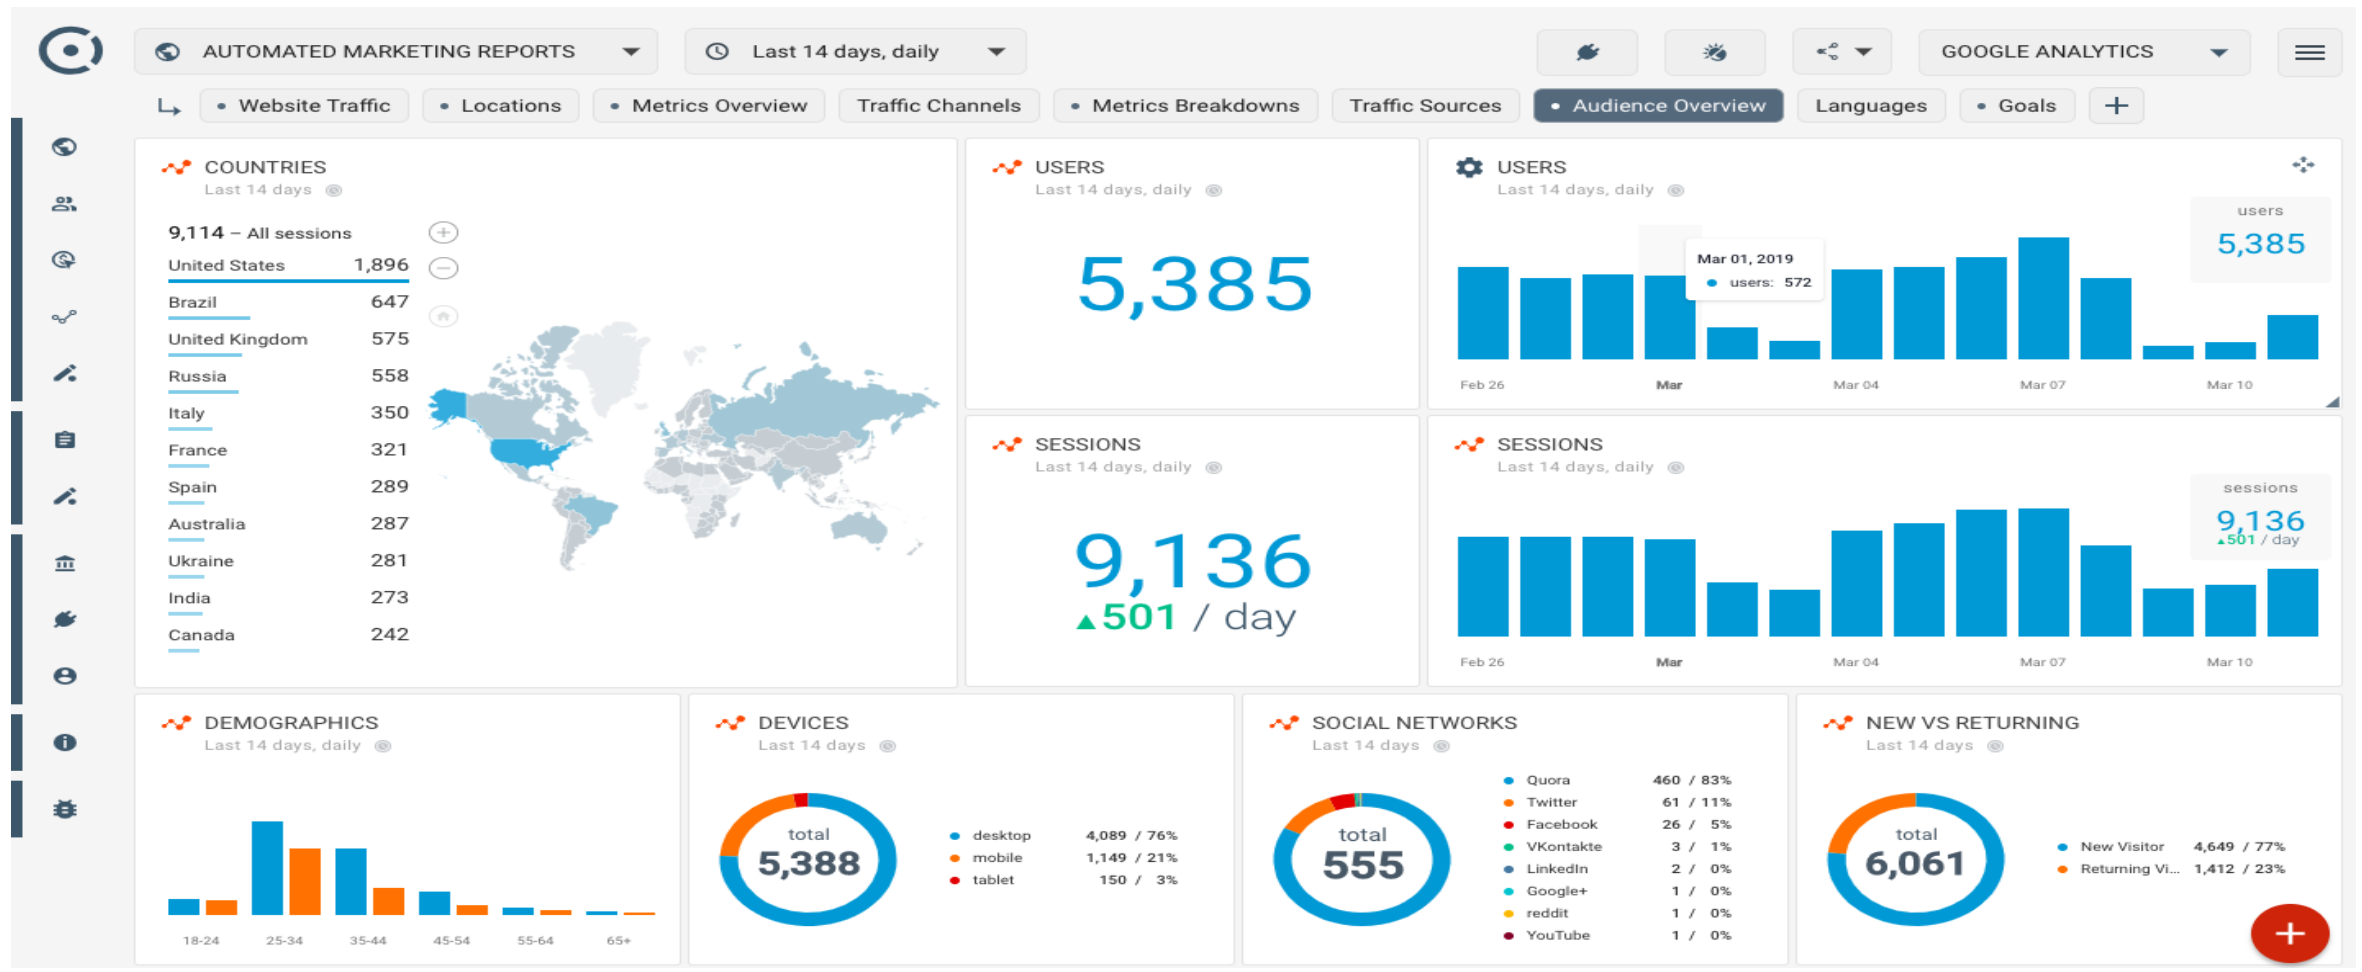 AUTOMATED MARKETING REPORTS
Last 14 days, daily
GOOGLE ANALYTICS
Website Traffic
Locations
Metrics Overview
Traffic Channels
Metrics Breakdowns
Traffic Sources
Audience Overview
Languages
Goals
COUNTRIES
Last 14 days
9,114 – All sessions
United States 1,896
Brazil 647
United Kingdom 575
Russia 558
Italy 350
France 321
Spain 289
Australia 287
Ukraine 281
India 273
Canada 242
USERS
Last 14 days, daily
5,385
USERS
Last 14 days, daily
users
5,385
Mar 01, 2019
users: 572
Feb 26 Mar Mar 04 Mar 07 Mar 10
SESSIONS
Last 14 days, daily
9,136
▲501 / day
SESSIONS
Last 14 days, daily
sessions
9,136
▲501 / day
Feb 26 Mar Mar 04 Mar 07 Mar 10
DEMOGRAPHICS
Last 14 days, daily
18-24 25-34 35-44 45-54 55-64 65+
DEVICES
Last 14 days
total
5,388
desktop 4,089 / 76%
mobile 1,149 / 21%
tablet 150 / 3%
SOCIAL NETWORKS
Last 14 days
total
555
Quora 460 / 83%
Twitter 61 / 11%
Facebook 26 / 5%
VKontakte 3 / 1%
LinkedIn 2 / 0%
Google+ 1 / 0%
reddit 1 / 0%
YouTube 1 / 0%
NEW VS RETURNING
Last 14 days
total
6,061
New Visitor 4,649 / 77%
Returning Vi... 1,412 / 23%